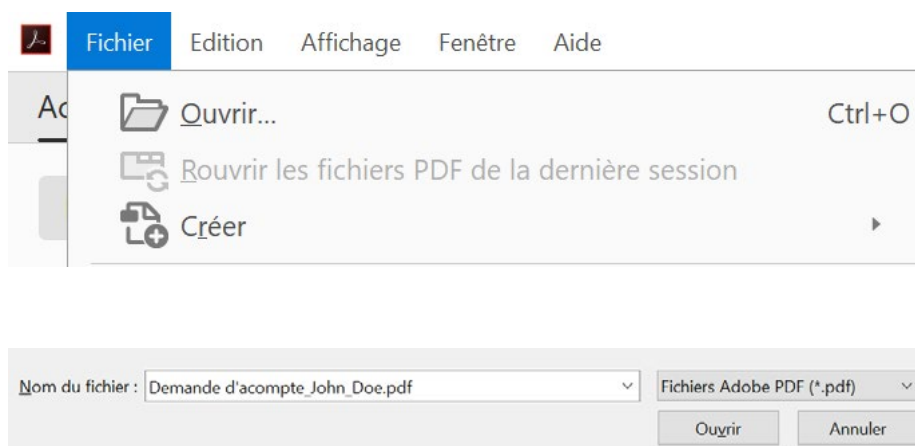 Fichier Edition Affichage Fenêtre Aide
Ouvrir... Ctrl+O
Rouvrir les fichiers PDF de la dernière session
Créer
Nom du fichier : Demande d'acompte_John_Doe.pdf Fichiers Adobe PDF (*.pdf)
Ouvrir Annuler